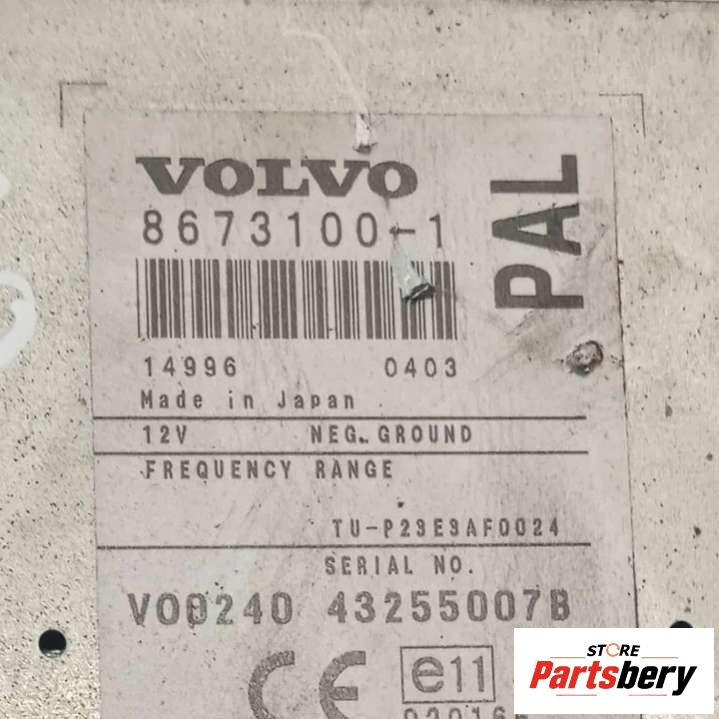 VOLVO
8673100-1
PAL
14996 0403
Made in Japan
12V NEG. GROUND
FREQUENCY RANGE
TU-P23E3AF0024
SERIAL NO.
43255007B
CE e11
STORE
Partsbery